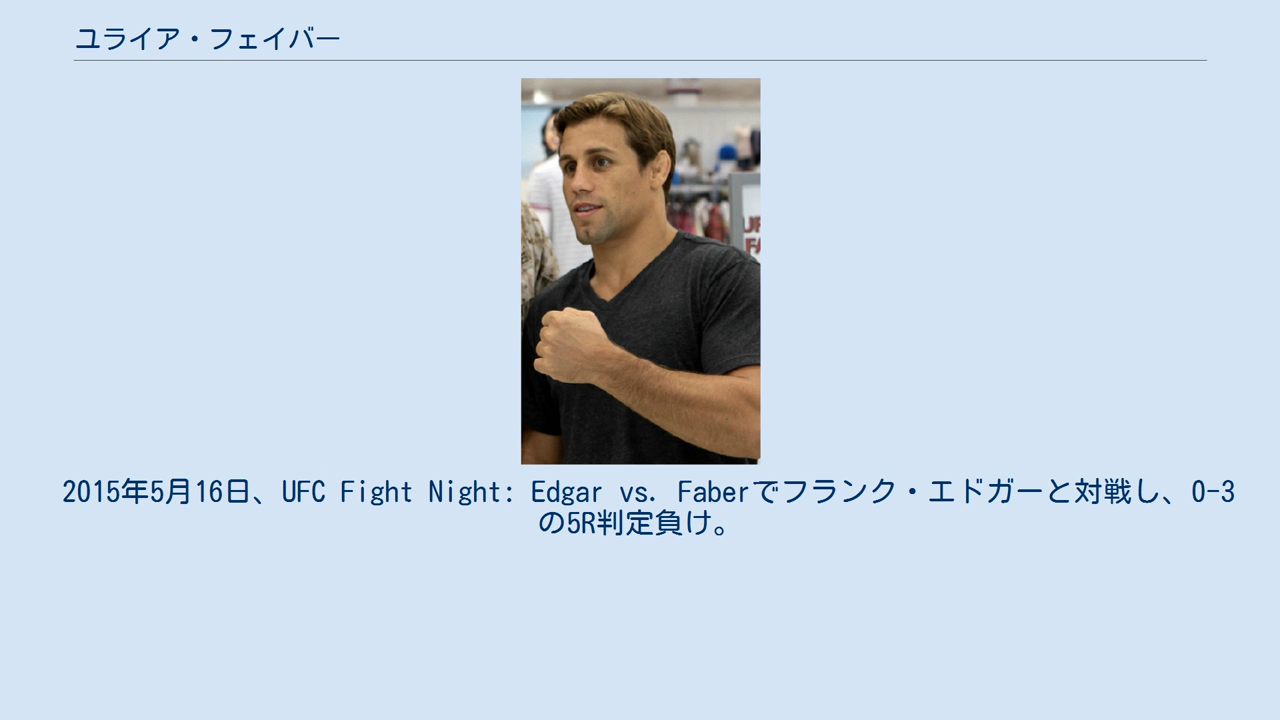 ユライア・フェイバー
2015年5月16日、UFC Fight Night: Edgar vs. Faberでフランク・エドガーと対戦し、0-3
の5R判定負け。